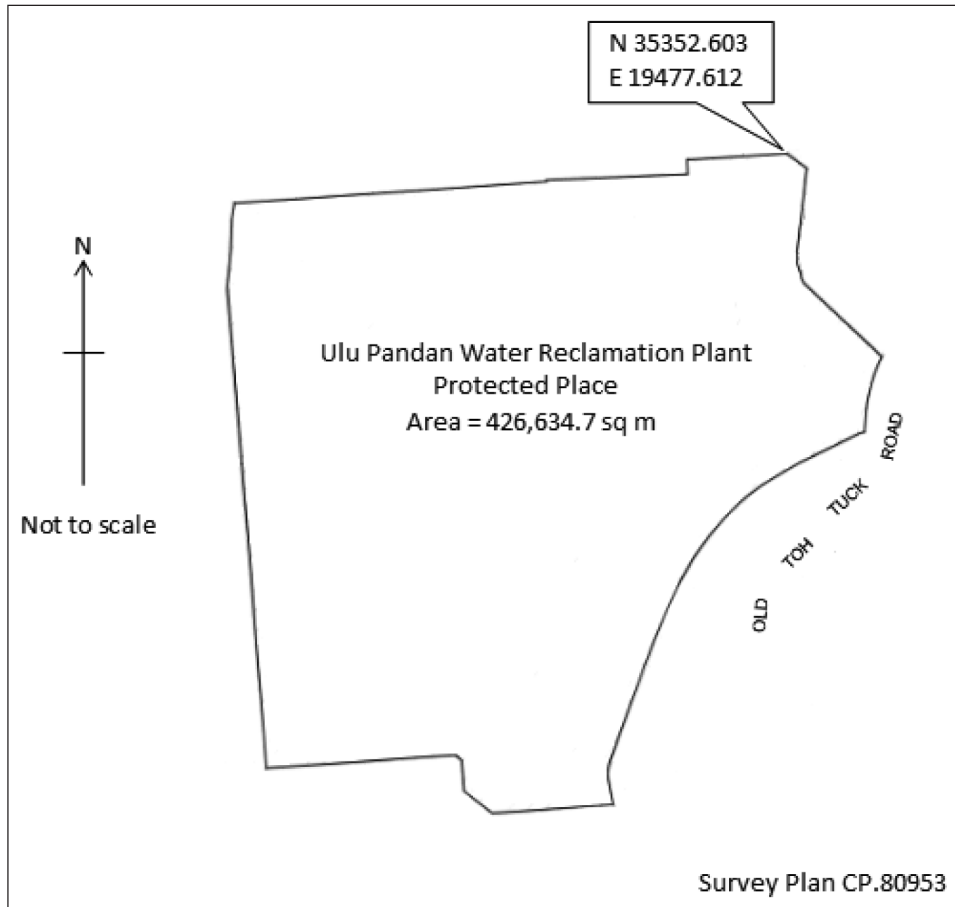 N 35352.603
E 19477.612
N
Ulu Pandan Water Reclamation Plant
Protected Place
Area = 426,634.7 sq m
Not to scale
OLD TOH TUCK ROAD
Survey Plan CP.80953